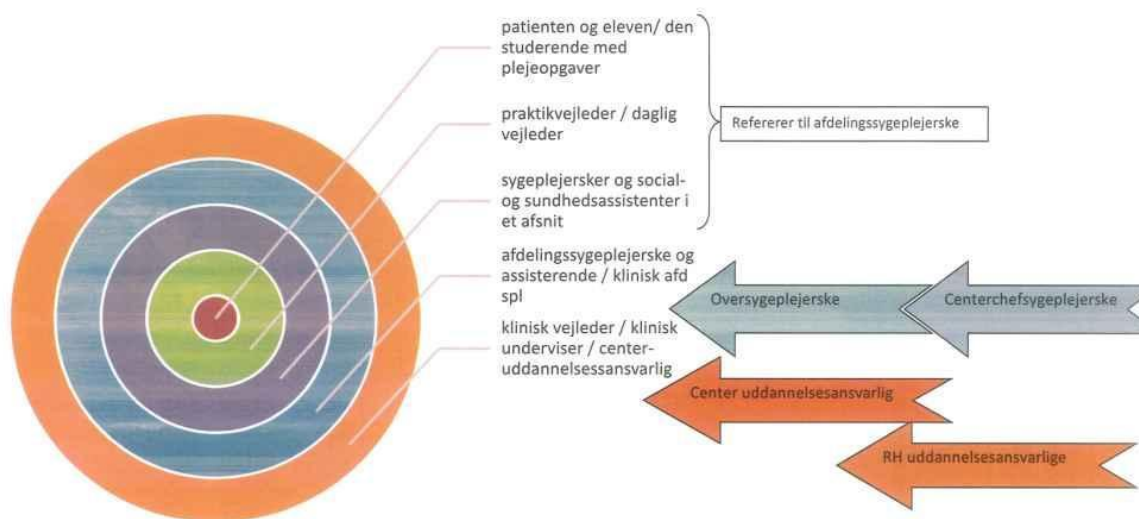 patienten og eleven/ den
studerende med
plejeopgaver
praktikvejleder / daglig
vejleder
sygeplejersker og social-
og sundhedsassistenter i
et afsnit
afdelingssygeplejerske og
assisterende / klinisk afd
spl
klinisk vejleder / klinisk
underviser / center-
uddannelsessansvarlig
Refererer til afdelingssygeplejerske
Oversygeplejerske
Centerchefsygeplejerske
Center uddannelsesansvarlig
RH uddannelsesansvarlige